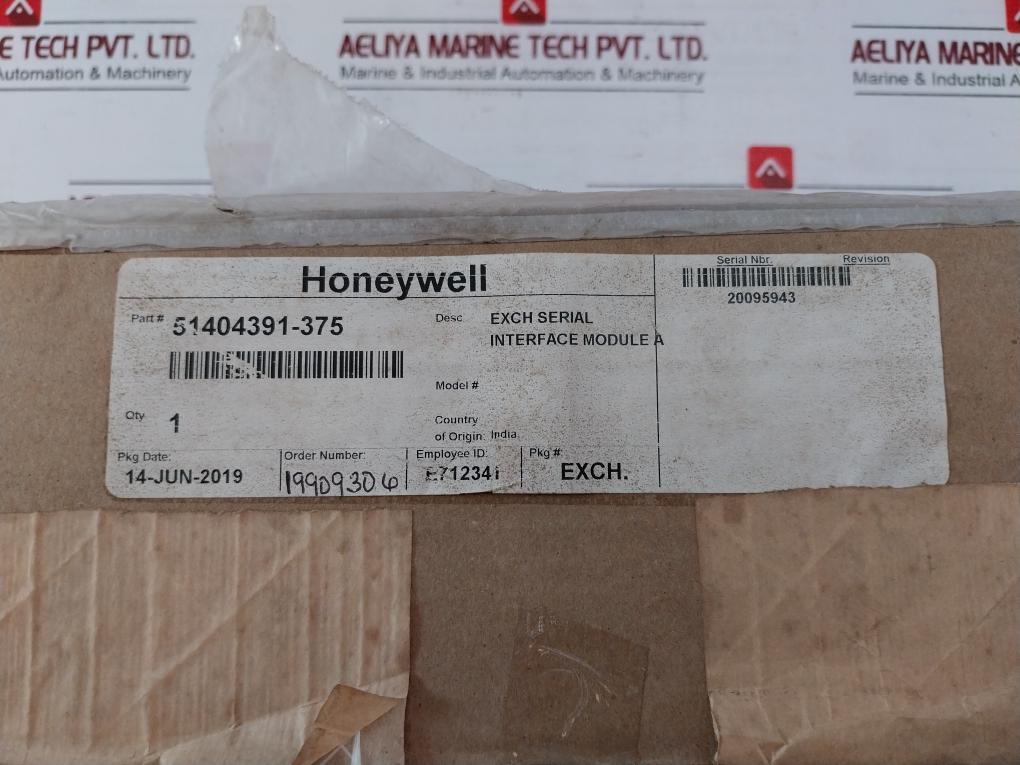 E TECH PVT. LTD.
Automation & Machinery
AELIYA MARINE TECH PVT. LTD.
Marine & Industrial Automation & Machinery
AELIYA MARINE
Marine & Industrial A
Honeywell
Part # 51404391-375
Desc EXCH SERIAL
INTERFACE MODULE A
Serial Nbr.
Revision
20095943
Model #
Qty 1
Country
of Origin: India
Pkg Date:
14-JUN-2019
Order Number:
19909306
Employee ID:
Pkg #:
EXCH.